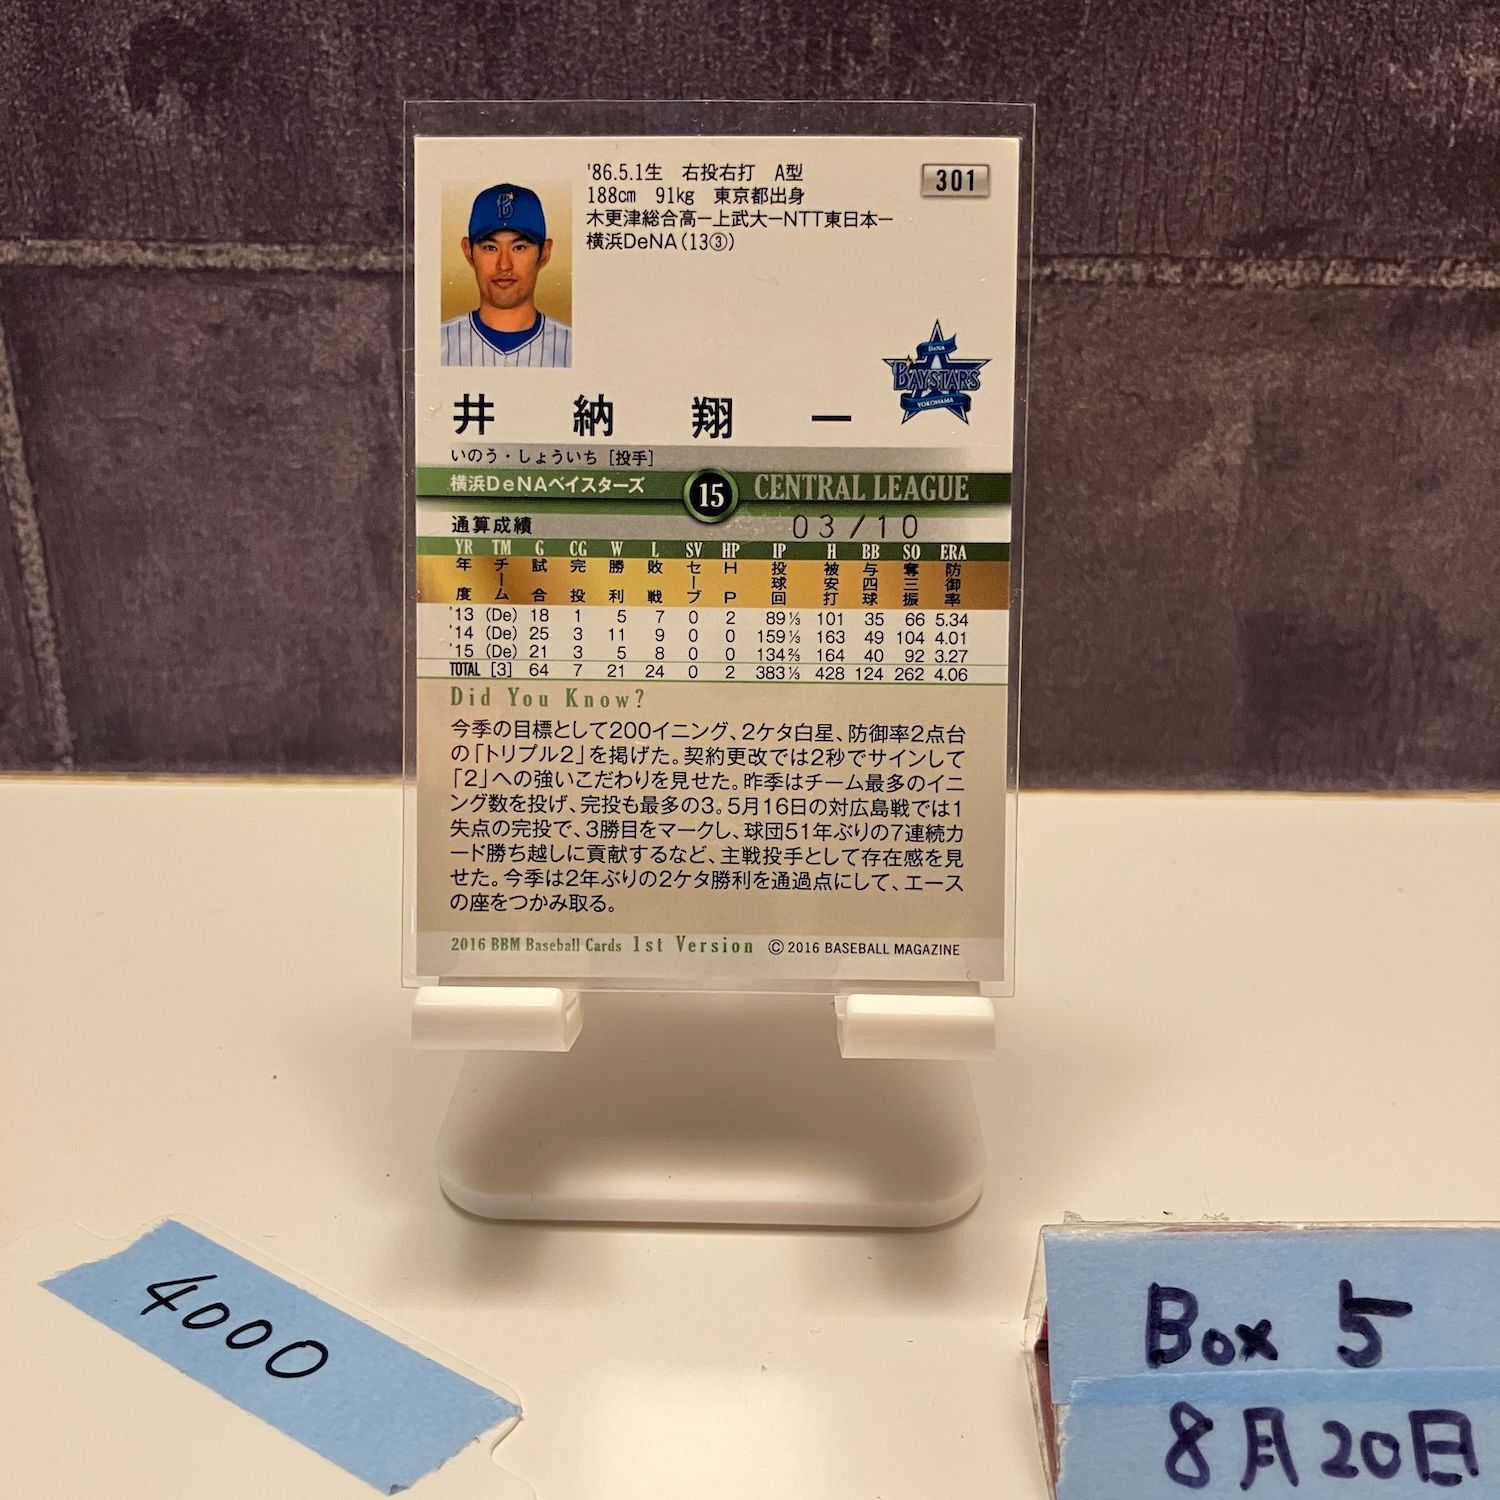 '86.5.1生 右投右打 A型
301
188cm 91kg 東京都出身
木更津総合高ー上武大ーNTT東日本ー
横浜DeNA(13③)
DeNA
BAYSTARS
YOKOHAMA
井納翔一
いのう・しょういち [投手]
横浜DeNAベイスターズ 15 CENTRAL LEAGUE
通算成績 03/10
YR TM G CG W L SV HP IP H BB SO ERA
年度 チーム 試合 完投 勝利 敗戦 セーブ HP 投球回 被安打 与四球 奪三振 防御率
'13 (De) 18 1 5 7 0 2 89⅓ 101 35 66 5.34
'14 (De) 25 3 11 9 0 0 159⅓ 163 49 104 4.01
'15 (De) 21 3 5 8 0 0 134⅔ 164 40 92 3.27
TOTAL [3] 64 7 21 24 0 2 383⅓ 428 124 262 4.06
Did You Know?
今季の目標として200イニング、2ケタ白星、防御率2点台
の「トリプル2」を掲げた。契約更改では2秒でサインして
「2」への強いこだわりを見せた。昨季はチーム最多のイニ
ング数を投げ、完投も最多の3。5月16日の対広島戦では1
失点の完投で、3勝目をマークし、球団51年ぶりの7連続カ
ード勝ち越しに貢献するなど、主戦投手として存在感を見
せた。今季は2年ぶりの2ケタ勝利を通過点にして、エース
の座をつかみ取る。
2016 BBM Baseball Cards 1st Version © 2016 BASEBALL MAGAZINE
4000
Box 5
8月20日